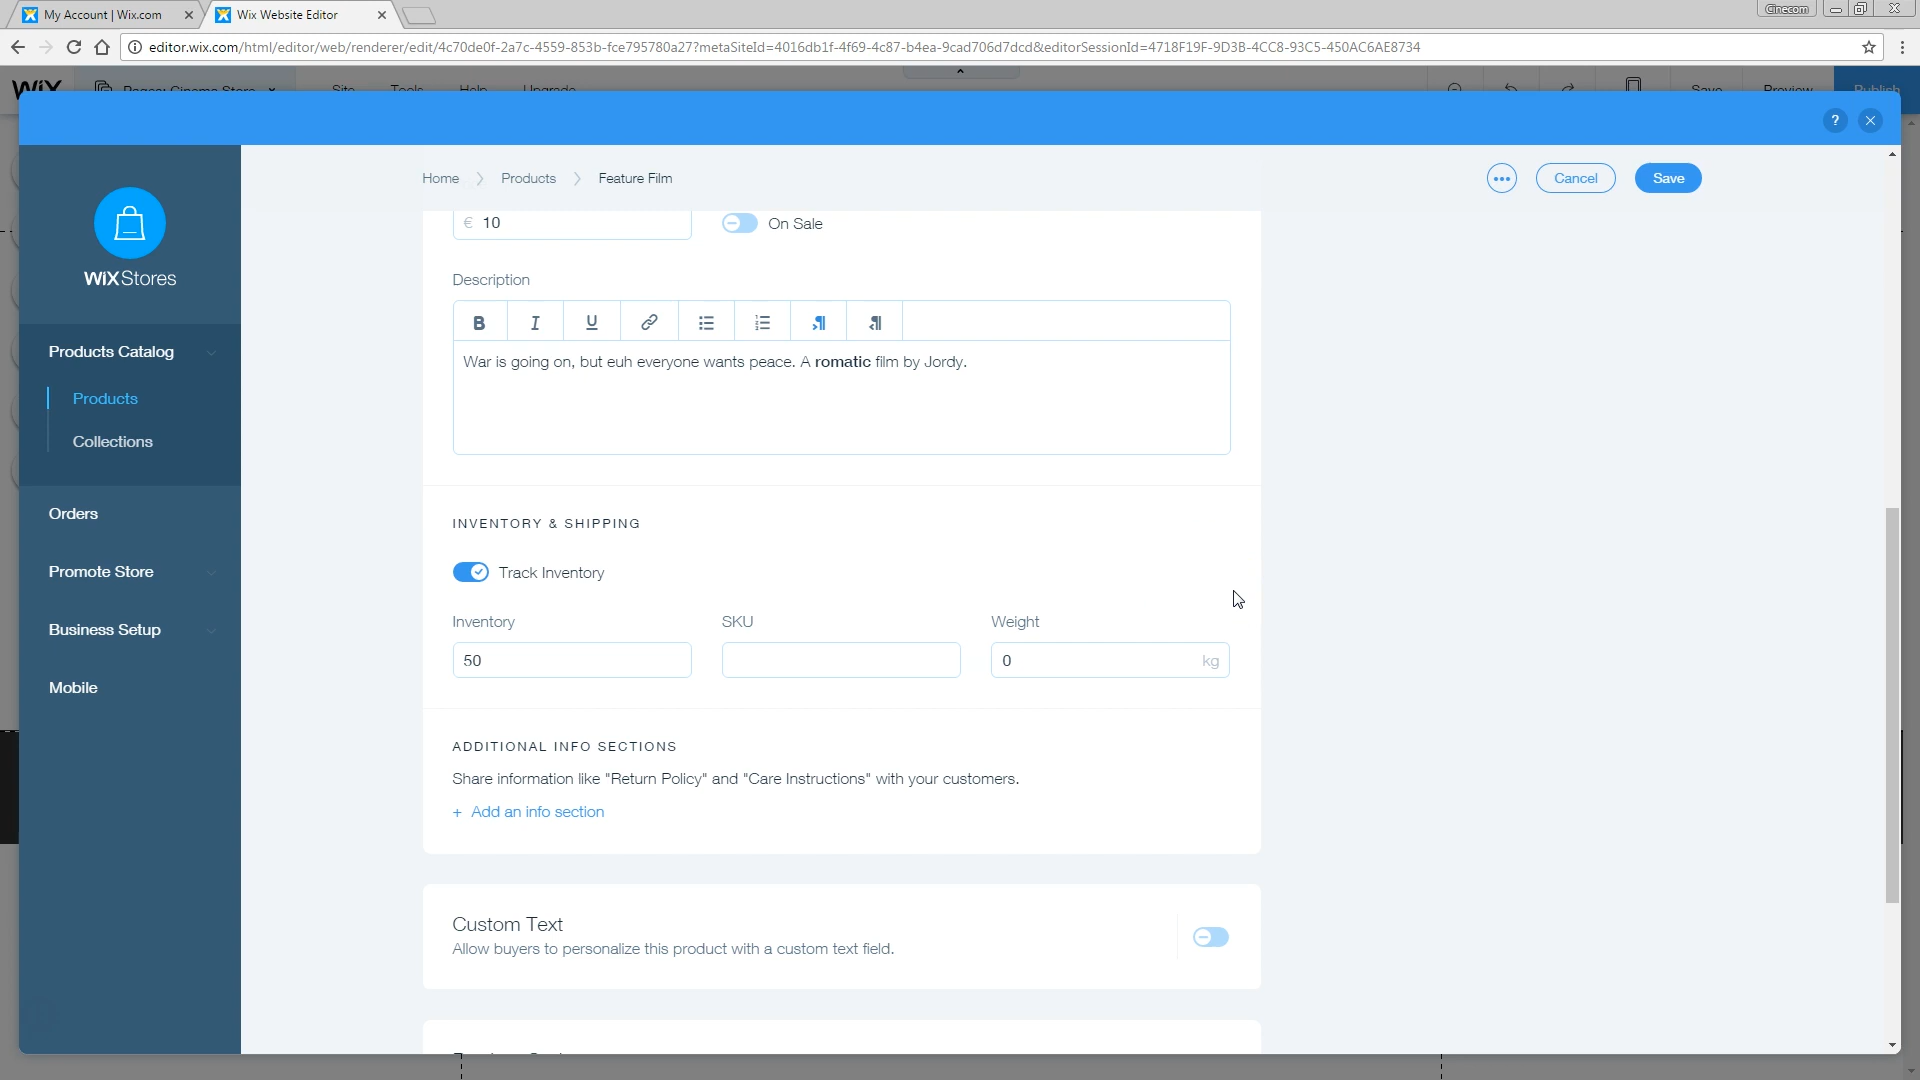 My Account | Wix.com
Wix Website Editor
Cinecom
editor.wix.com/html/editor/web/renderer/edit/4c70de0f-2a7c-4559-853b-fce795780a27?metaSiteId=4016db1f-4f69-4c87-b4ea-9cad706d7dcd&editorSessionId=4718F19F-9D3B-4CC8-93C5-450AC6AE8734
WiX Pages: Cinema Store Site Tools Help Upgrade Save Preview Publish
?
Home Products Feature Film
Cancel Save
WiXStores
Products Catalog
Products
Collections
Orders
Promote Store
Business Setup
Mobile
€ 10 On Sale
Description
B I U
War is going on, but euh everyone wants peace. A romatic film by Jordy.
INVENTORY & SHIPPING
Track Inventory
Inventory SKU Weight
50 0 kg
ADDITIONAL INFO SECTIONS
Share information like "Return Policy" and "Care Instructions" with your customers.
+ Add an info section
Custom Text
Allow buyers to personalize this product with a custom text field.